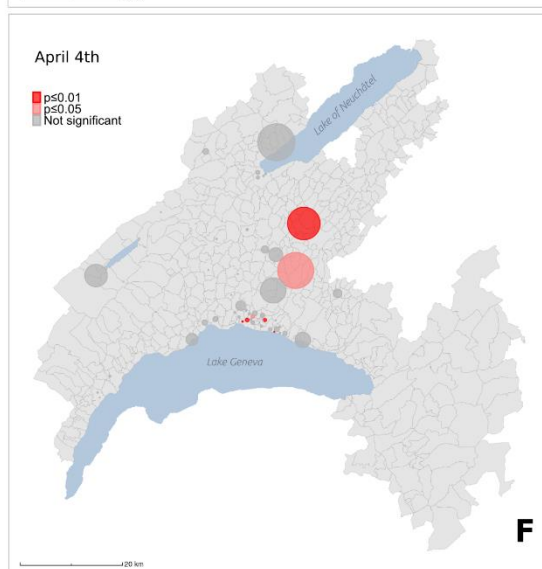 April 4th
p≤0.01
p≤0.05
Not significant
Lake of Neuchâtel
Lake Geneva
F
20 km